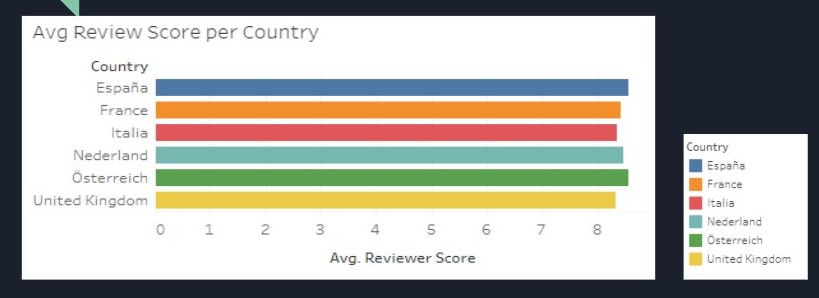 Avg Review Score per Country
Country
España
France
Italia
Nederland
Österreich
United Kingdom
0 1 2 3 4 5 6 7 8
Avg. Reviewer Score
Country
España
France
Italia
Nederland
Österreich
United Kingdom